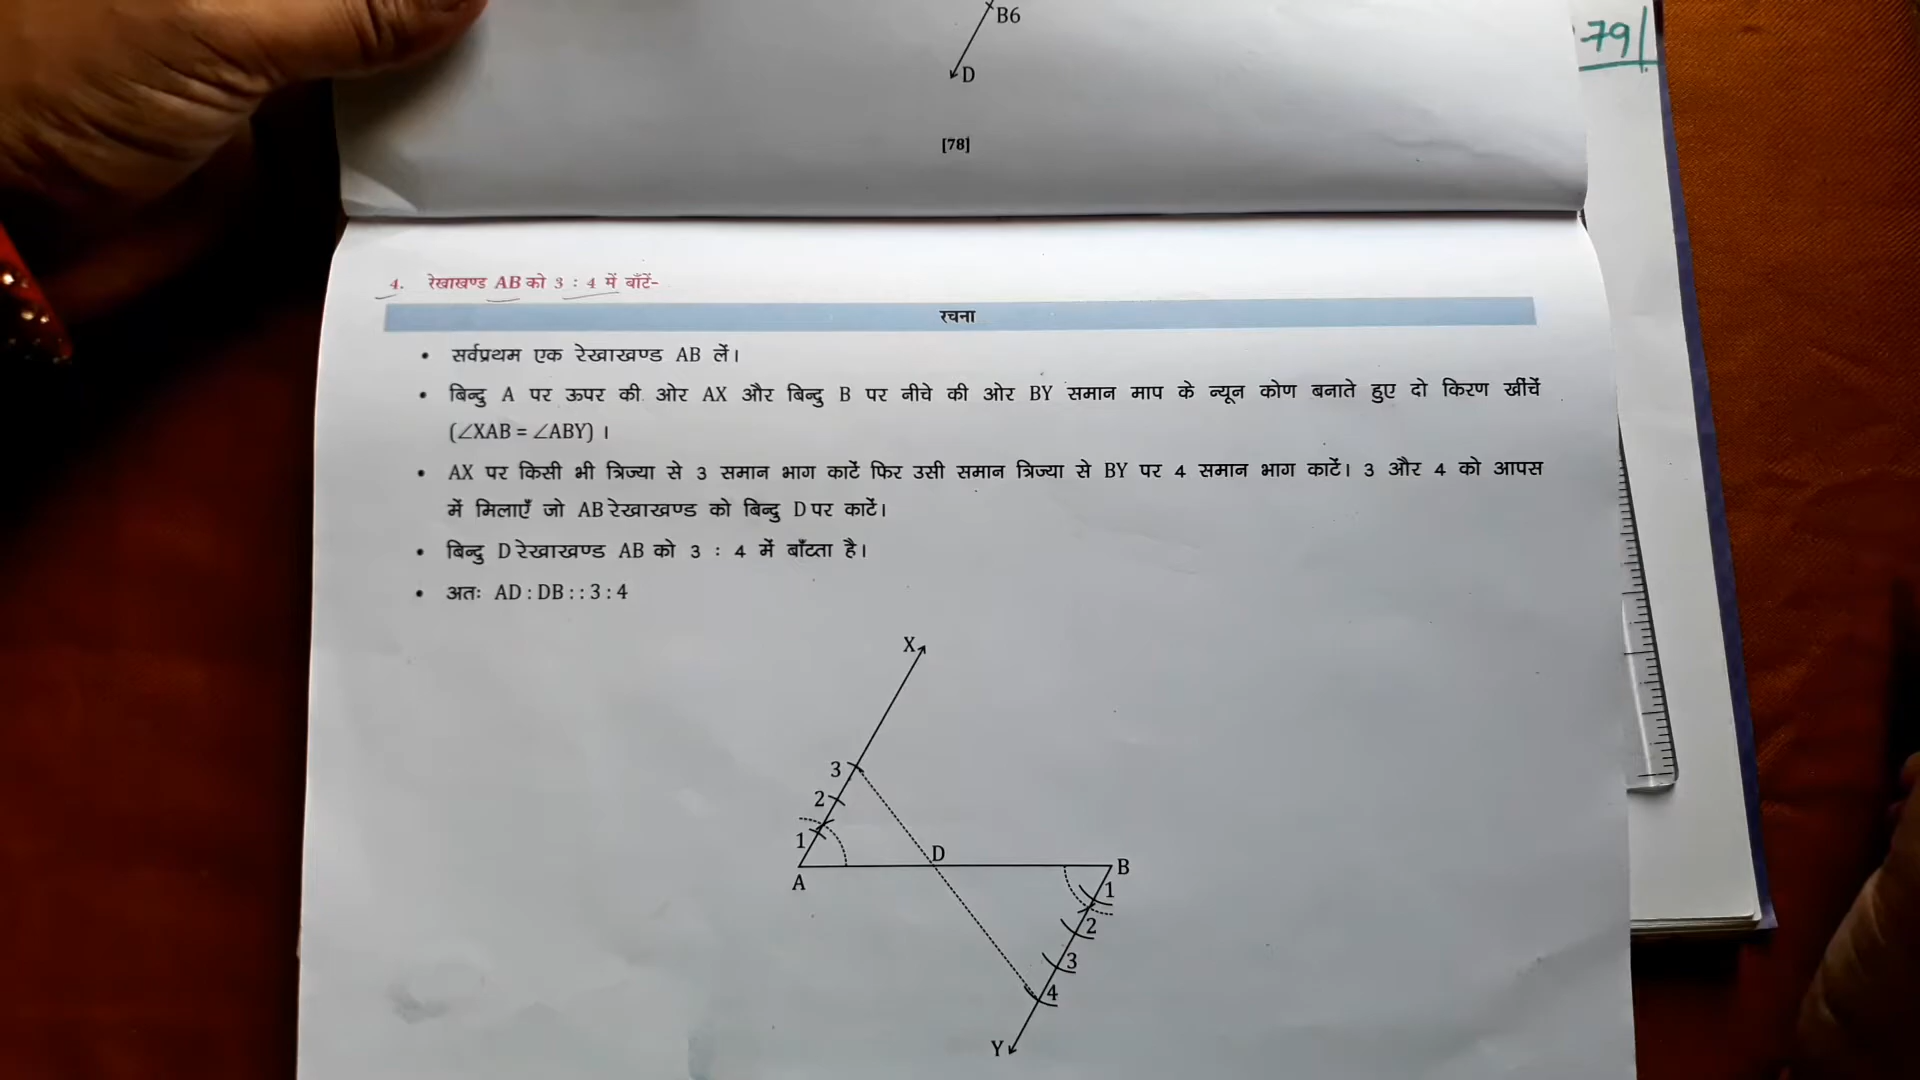 B6
D
79
[78]
4. रेखाखण्ड AB को 3 : 4 में बाँटें-
रचना
• सर्वप्रथम एक रेखाखण्ड AB लें।
• बिन्दु A पर ऊपर की ओर AX और बिन्दु B पर नीचे की ओर BY समान माप के न्यून कोण बनाते हुए दो किरण खींचें
(∠XAB = ∠ABY) ।
• AX पर किसी भी त्रिज्या से 3 समान भाग काटें फिर उसी समान त्रिज्या से BY पर 4 समान भाग काटें। 3 और 4 को आपस
में मिलाएँ जो AB रेखाखण्ड को बिन्दु D पर काटें।
• बिन्दु D रेखाखण्ड AB को 3 : 4 में बाँटता है।
• अतः AD : DB : : 3 : 4
X
3
2
1
D
A
B
1
2
3
4
Y